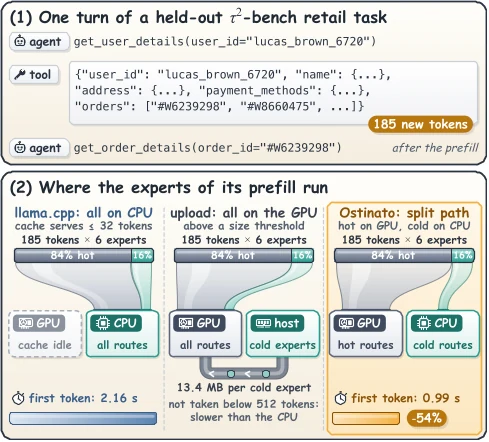 (1) One turn of a held-out τ²-bench retail task
agent get_user_details(user_id="lucas_brown_6720")
tool {"user_id": "lucas_brown_6720", "name": {...},
"address": {...}, "payment_methods": {...},
"orders": ["#W6239298", "#W8660475", ...]}
185 new tokens
agent get_order_details(order_id="#W6239298") after the prefill
(2) Where the experts of its prefill run
llama.cpp: all on CPU
cache serves ≤ 32 tokens
185 tokens × 6 experts
84% hot 16%
GPU CPU
cache idle all routes
first token: 2.16 s
upload: all on the GPU
above a size threshold
185 tokens × 6 experts
84% hot 16%
GPU host
all routes cold experts
13.4 MB per cold expert
not taken below 512 tokens:
slower than the CPU
Ostinato: split path
hot on GPU, cold on CPU
185 tokens × 6 experts
84% hot 16%
GPU CPU
hot routes cold routes
first token: 0.99 s
-54%